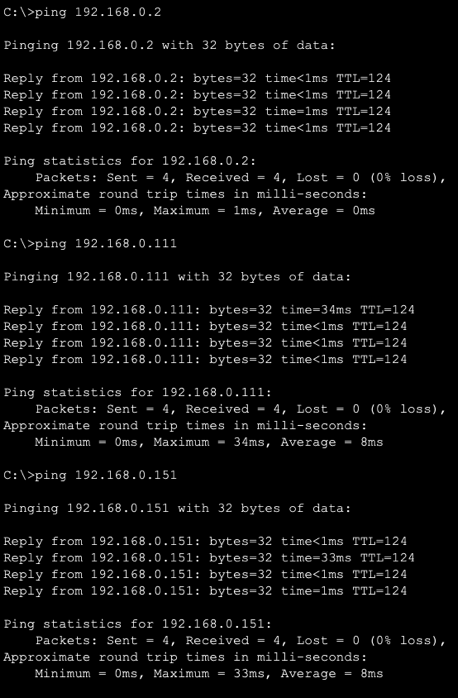 C:\>ping 192.168.0.2
Pinging 192.168.0.2 with 32 bytes of data:
Reply from 192.168.0.2: bytes=32 time<1ms TTL=124
Reply from 192.168.0.2: bytes=32 time<1ms TTL=124
Reply from 192.168.0.2: bytes=32 time=1ms TTL=124
Reply from 192.168.0.2: bytes=32 time<1ms TTL=124
Ping statistics for 192.168.0.2:
    Packets: Sent = 4, Received = 4, Lost = 0 (0% loss),
Approximate round trip times in milli-seconds:
    Minimum = 0ms, Maximum = 1ms, Average = 0ms
C:\>ping 192.168.0.111
Pinging 192.168.0.111 with 32 bytes of data:
Reply from 192.168.0.111: bytes=32 time=34ms TTL=124
Reply from 192.168.0.111: bytes=32 time<1ms TTL=124
Reply from 192.168.0.111: bytes=32 time<1ms TTL=124
Reply from 192.168.0.111: bytes=32 time<1ms TTL=124
Ping statistics for 192.168.0.111:
    Packets: Sent = 4, Received = 4, Lost = 0 (0% loss),
Approximate round trip times in milli-seconds:
    Minimum = 0ms, Maximum = 34ms, Average = 8ms
C:\>ping 192.168.0.151
Pinging 192.168.0.151 with 32 bytes of data:
Reply from 192.168.0.151: bytes=32 time<1ms TTL=124
Reply from 192.168.0.151: bytes=32 time=33ms TTL=124
Reply from 192.168.0.151: bytes=32 time<1ms TTL=124
Reply from 192.168.0.151: bytes=32 time=1ms TTL=124
Ping statistics for 192.168.0.151:
    Packets: Sent = 4, Received = 4, Lost = 0 (0% loss),
Approximate round trip times in milli-seconds:
    Minimum = 0ms, Maximum = 33ms, Average = 8ms